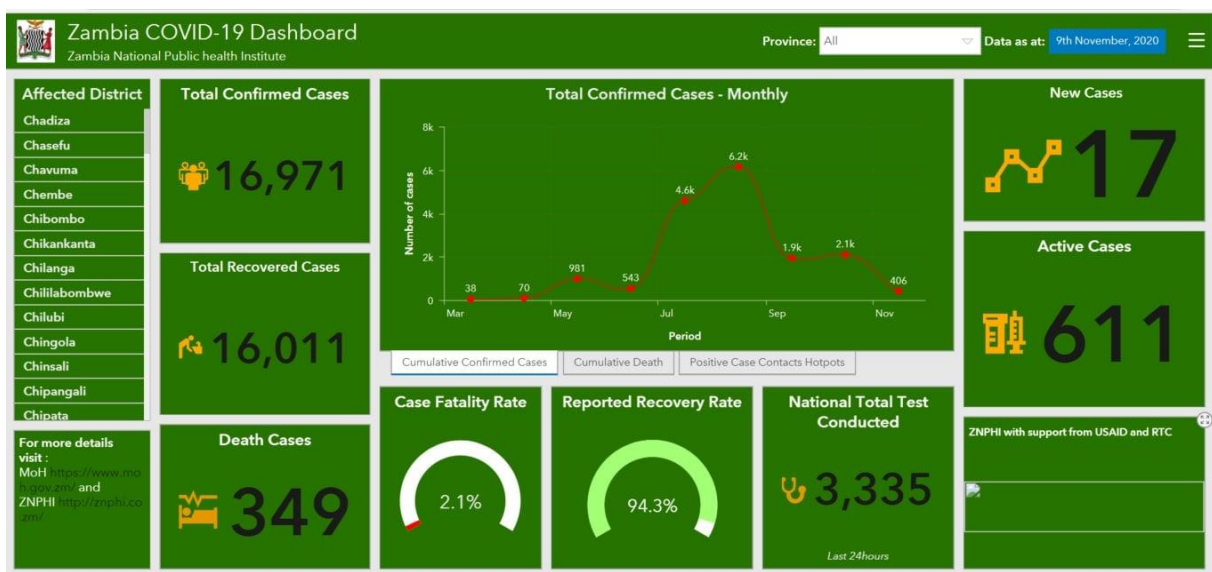 Zambia COVID-19 Dashboard
Zambia National Public health Institute
Province: All
Data as at: 9th November, 2020
Affected District
Chadiza
Chasefu
Chavuma
Chembe
Chibombo
Chikankanta
Chilanga
Chililabombwe
Chilubi
Chingola
Chinsali
Chipangali
Chipata
For more details
visit :
MoH https://www.mo
h.gov.zm/ and
ZNPHI http://znphi.co
.zm/
Total Confirmed Cases
16,971
Total Recovered Cases
16,011
Death Cases
349
Total Confirmed Cases - Monthly
Number of cases
8k
6k
4k
2k
0
38
70
981
543
4.6k
6.2k
1.9k
2.1k
406
Mar
May
Jul
Sep
Nov
Period
Cumulative Confirmed Cases
Cumulative Death
Positive Case Contacts Hotpots
Case Fatality Rate
2.1%
Reported Recovery Rate
94.3%
National Total Test
Conducted
3,335
Last 24hours
New Cases
17
Active Cases
611
ZNPHI with support from USAID and RTC